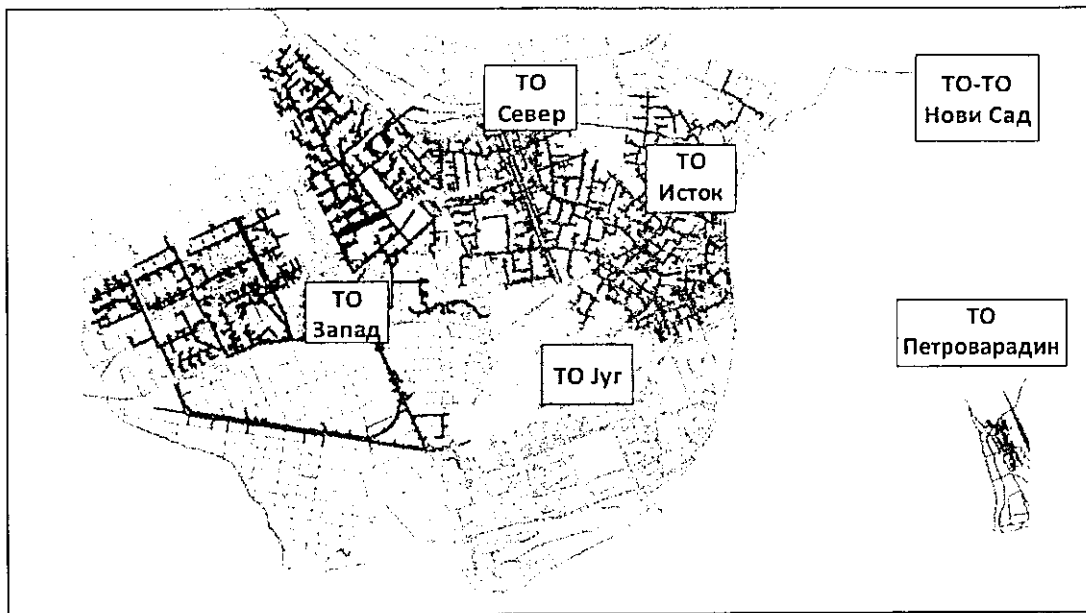 ТО
Север
ТО-ТО
Нови Сад
ТО
Исток
ТО
Запад
ТО Југ
ТО
Петроварадин